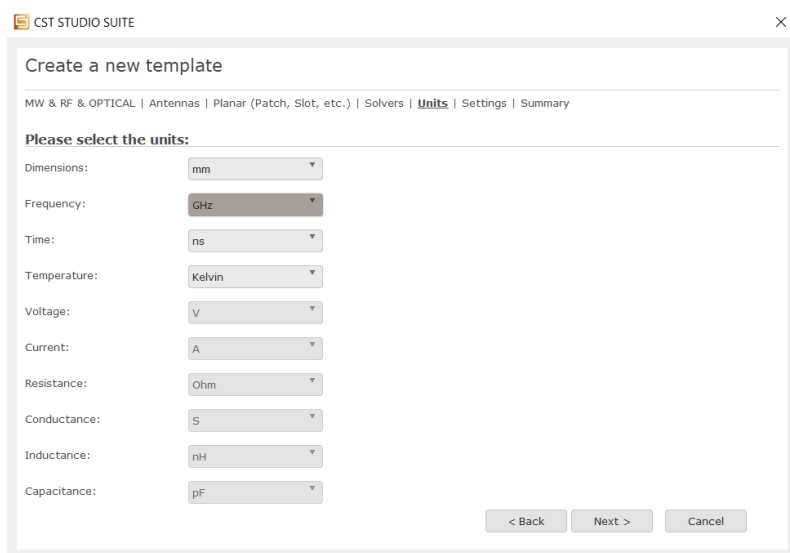 CST STUDIO SUITE
Create a new template
MW & RF & OPTICAL | Antennas | Planar (Patch, Slot, etc.) | Solvers | Units | Settings | Summary
Please select the units:
Dimensions: mm
Frequency: GHz
Time: ns
Temperature: Kelvin
Voltage: V
Current: A
Resistance: Ohm
Conductance: S
Inductance: nH
Capacitance: pF
< Back Next > Cancel